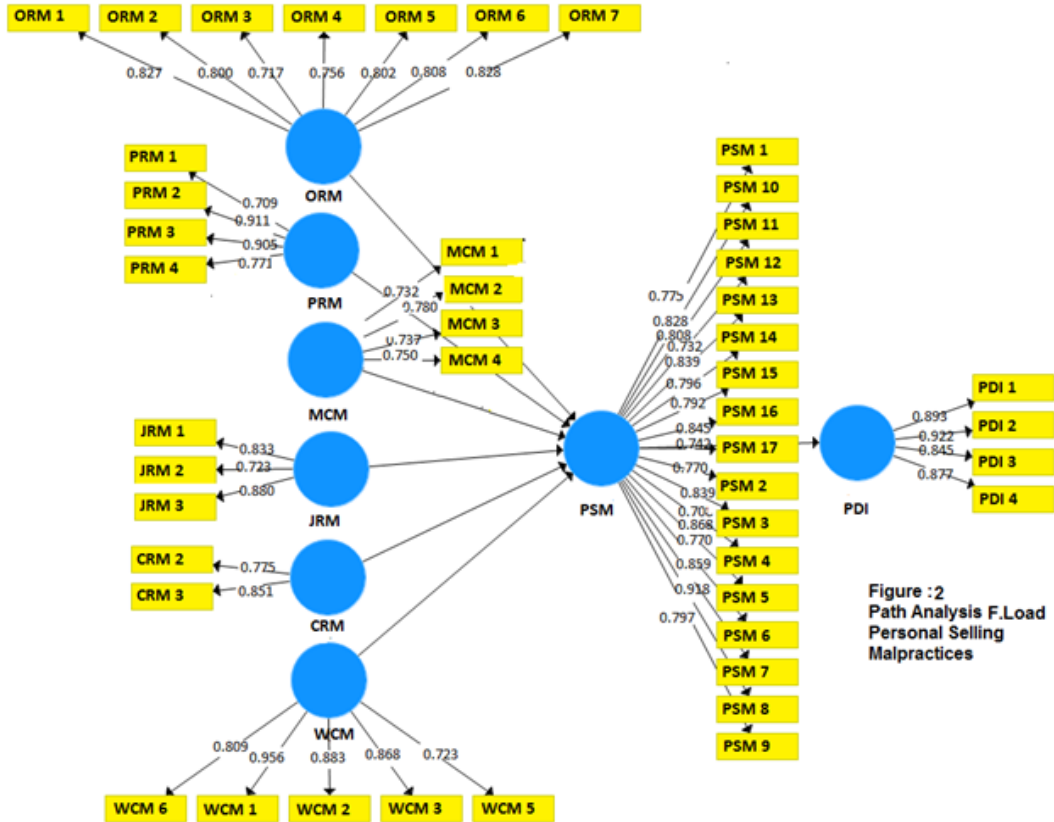 ORM 1
ORM 2
ORM 3
ORM 4
ORM 5
ORM 6
ORM 7
0.827
0.800
0.717
0.756
0.802
0.808
0.828
ORM
PRM 1
PRM 2
PRM 3
PRM 4
0.709
0.911
0.905
0.771
PRM
MCM 1
MCM 2
MCM 3
MCM 4
0.732
0.780
0.737
0.750
MCM
JRM 1
JRM 2
JRM 3
0.833
0.723
0.880
JRM
CRM 2
CRM 3
0.775
0.851
CRM
WCM
0.809
0.956
0.883
0.868
0.723
WCM 6
WCM 1
WCM 2
WCM 3
WCM 5
PSM
PSM 1
PSM 10
PSM 11
PSM 12
PSM 13
PSM 14
PSM 15
PSM 16
PSM 17
PSM 2
PSM 3
PSM 4
PSM 5
PSM 6
PSM 7
PSM 8
PSM 9
0.775
0.828
0.808
0.732
0.839
0.796
0.792
0.845
0.742
0.770
0.839
0.868
0.770
0.859
0.918
0.797
PDI
PDI 1
PDI 2
PDI 3
PDI 4
0.893
0.922
0.845
0.877
Figure :2
Path Analysis F.Load
Personal Selling
Malpractices